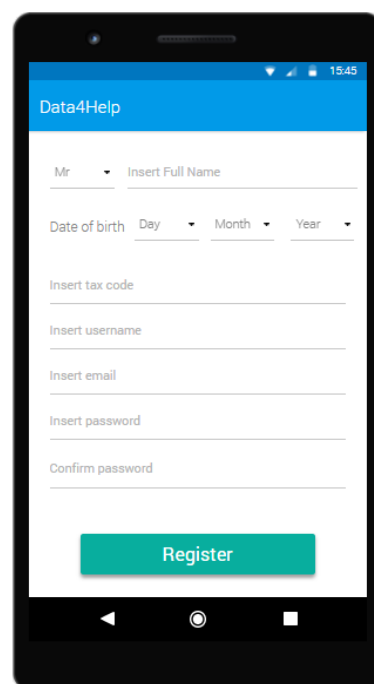 15:45
Data4Help
Mr Insert Full Name
Date of birth Day Month Year
Insert tax code
Insert username
Insert email
Insert password
Confirm password
Register